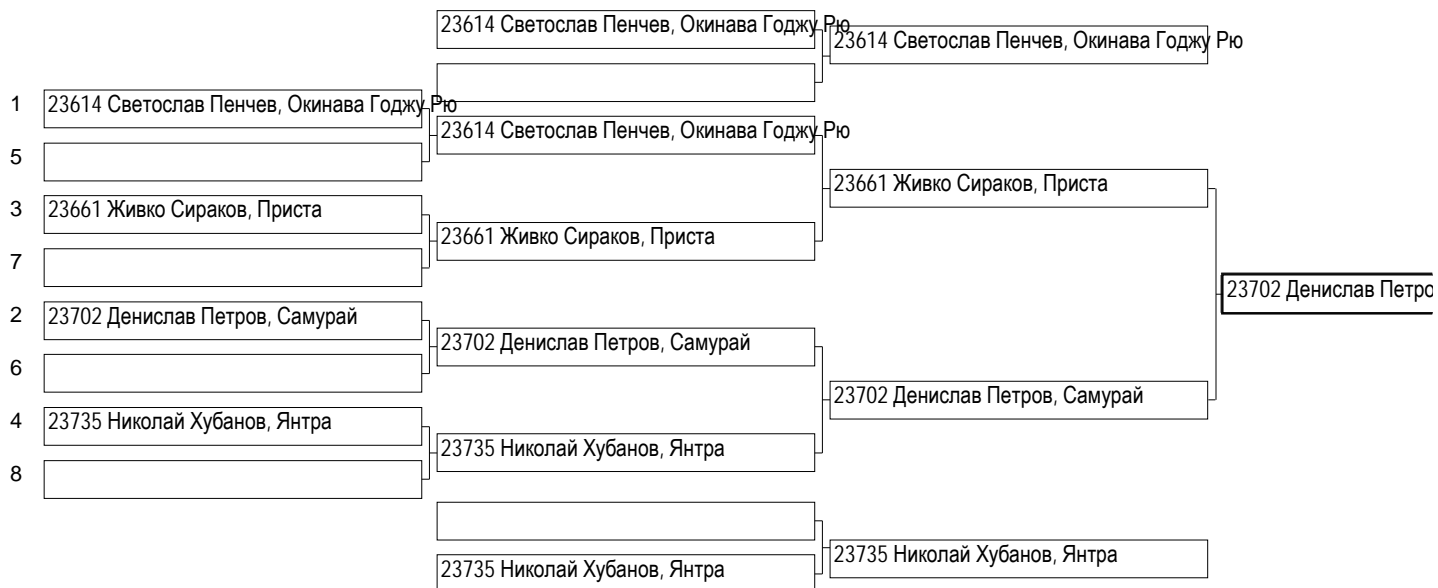 23614 Светослав Пенчев, Окинава Годжу Рю
23614 Светослав Пенчев, Окинава Годжу Рю
1 23614 Светослав Пенчев, Окинава Годжу Рю
23614 Светослав Пенчев, Окинава Годжу Рю
5
23661 Живко Сираков, Приста
3 23661 Живко Сираков, Приста
23661 Живко Сираков, Приста
7
23702 Денислав Петро
2 23702 Денислав Петров, Самурай
23702 Денислав Петров, Самурай
6
23702 Денислав Петров, Самурай
4 23735 Николай Хубанов, Янтра
23735 Николай Хубанов, Янтра
8
23735 Николай Хубанов, Янтра
23735 Николай Хубанов, Янтра